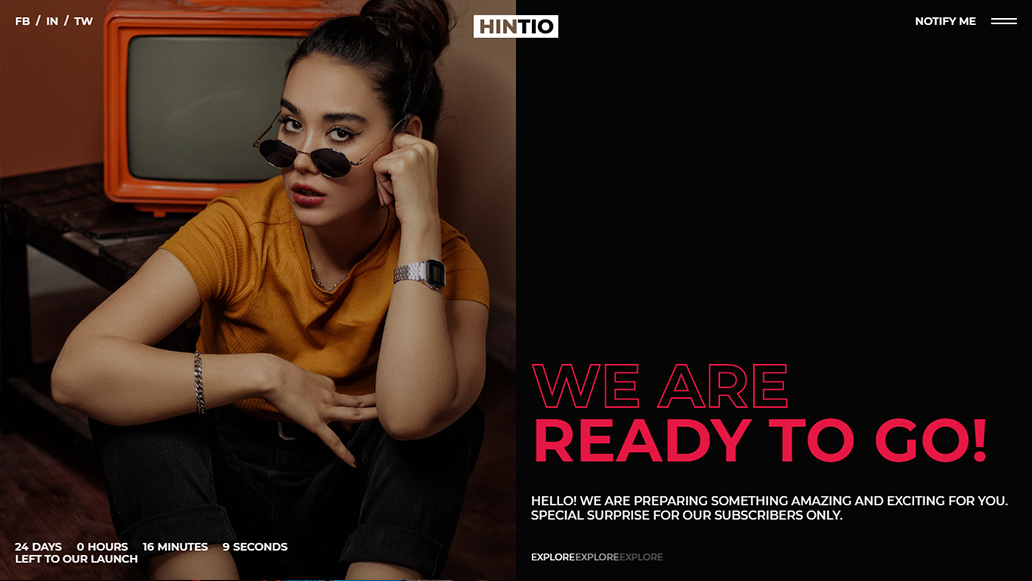 FB / IN / TW
HINTIO
NOTIFY ME
WE ARE
READY TO GO!
HELLO! WE ARE PREPARING SOMETHING AMAZING AND EXCITING FOR YOU.
SPECIAL SURPRISE FOR OUR SUBSCRIBERS ONLY.
EXPLOREEXPLOREEXPLORE
24 DAYS 0 HOURS 16 MINUTES 9 SECONDS
LEFT TO OUR LAUNCH